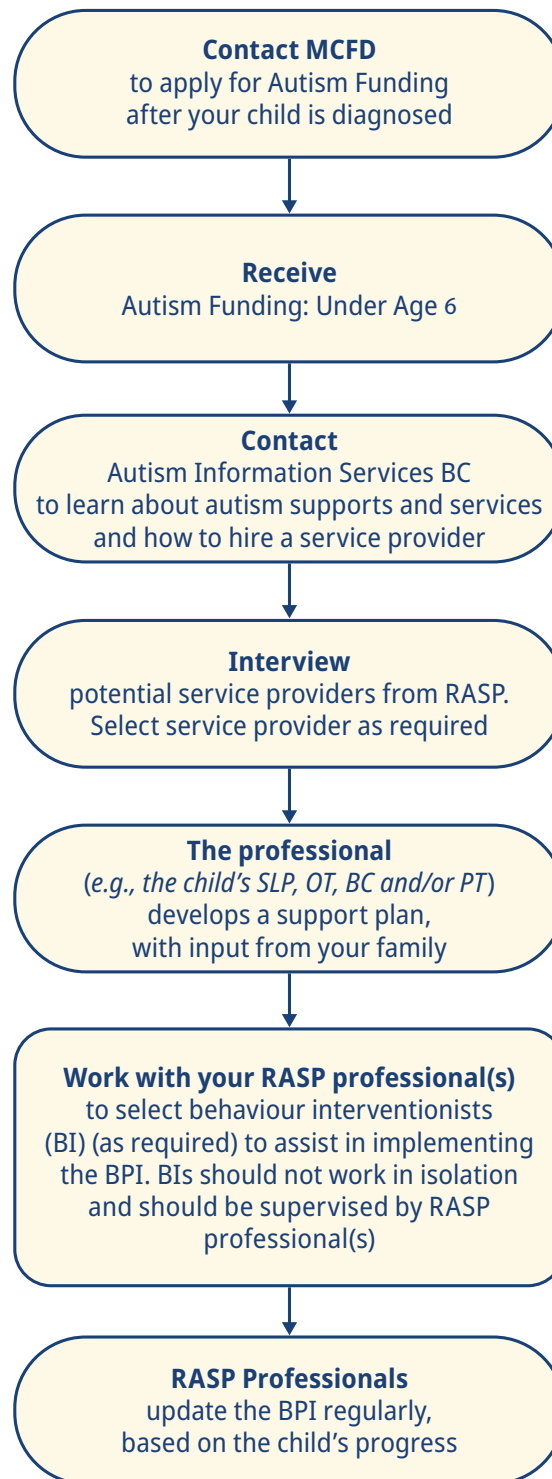 Contact MCFD
to apply for Autism Funding
after your child is diagnosed
Receive
Autism Funding: Under Age 6
Contact
Autism Information Services BC
to learn about autism supports and services
and how to hire a service provider
Interview
potential service providers from RASP.
Select service provider as required
The professional
(e.g., the child's SLP, OT, BC and/or PT)
develops a support plan,
with input from your family
Work with your RASP professional(s)
to select behaviour interventionists
(BI) (as required) to assist in implementing
the BPI. BIs should not work in isolation
and should be supervised by RASP
professional(s)
RASP Professionals
update the BPI regularly,
based on the child's progress